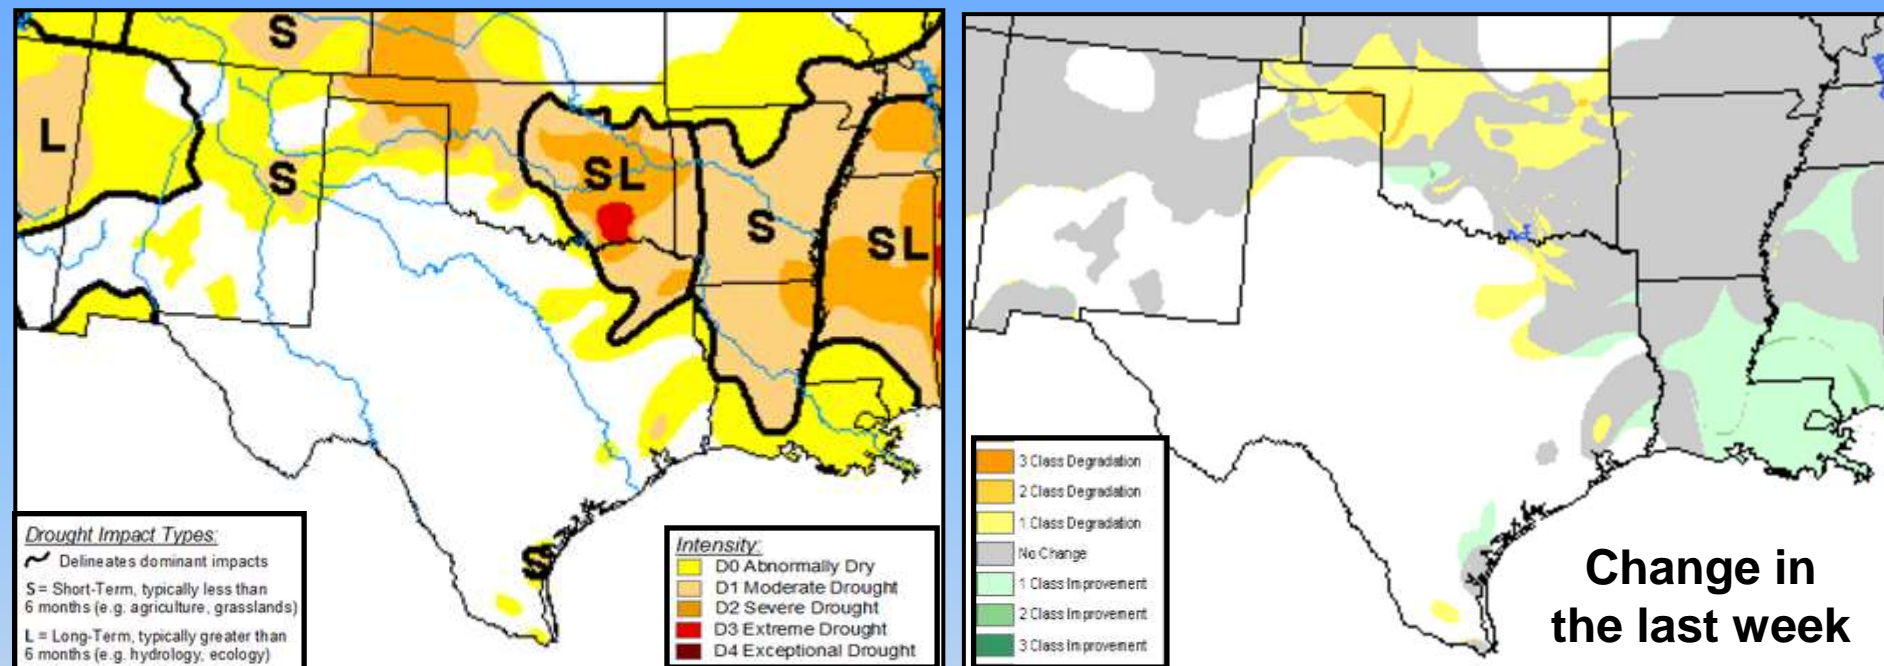 S
L
S
SL
S
SL
S
Drought Impact Types:
Delineates dominant impacts
S = Short-Term, typically less than
6 months (e.g. agriculture, grasslands)
L = Long-Term, typically greater than
6 months (e.g. hydrology, ecology)
Intensity:
D0 Abnormally Dry
D1 Moderate Drought
D2 Severe Drought
D3 Extreme Drought
D4 Exceptional Drought
3 Class Degradation
2 Class Degradation
1 Class Degradation
No Change
1 Class Improvement
2 Class Improvement
3 Class Improvement
Change in
the last week